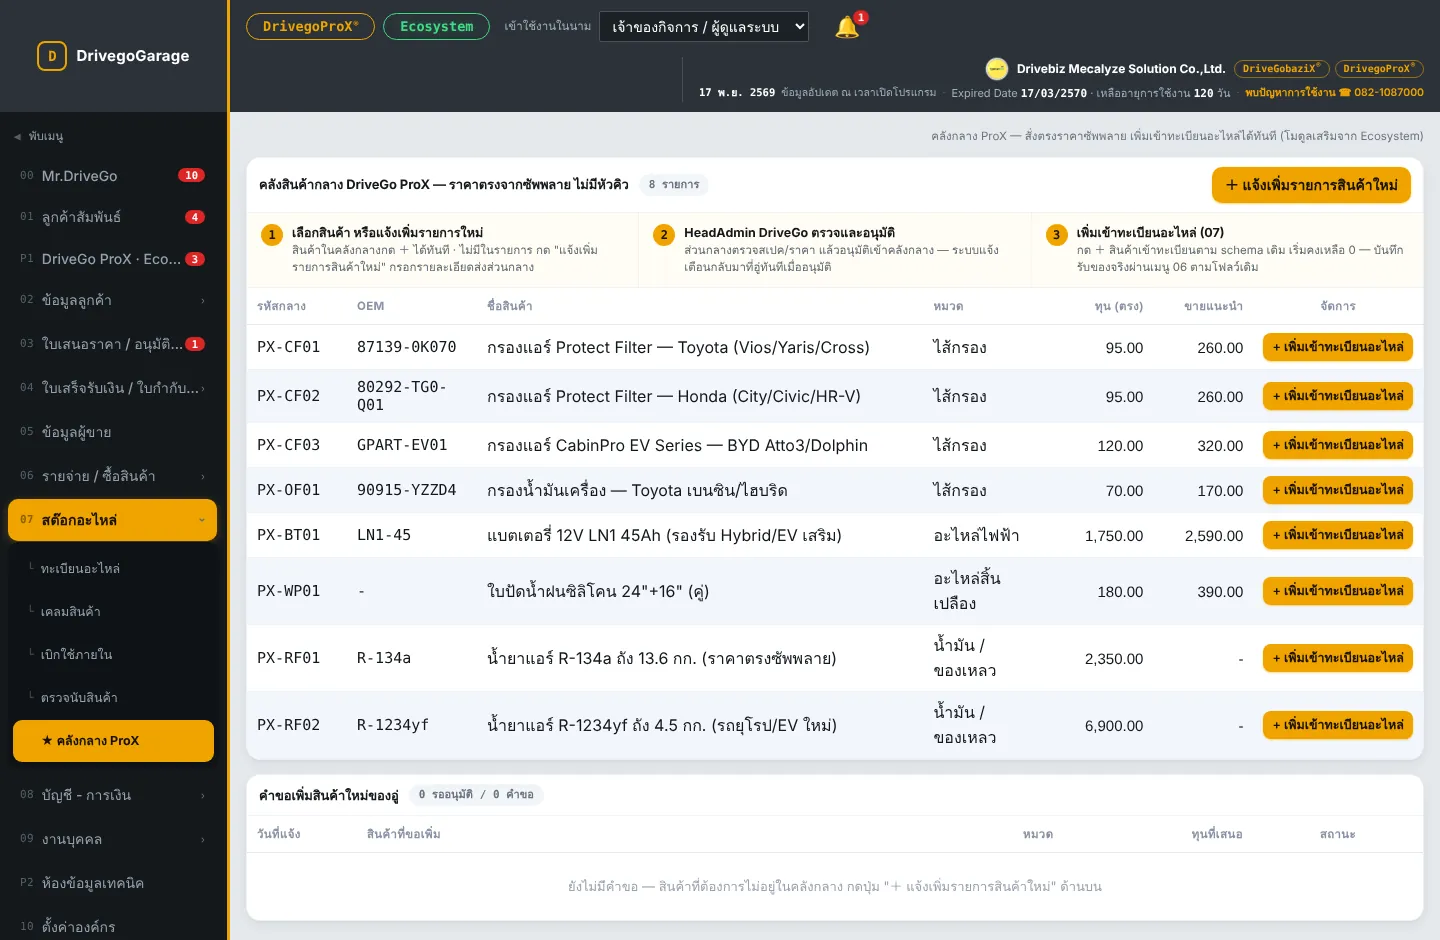 D DrivegoGarage
DrivegoProX® Ecosystem เข้าใช้งานในนาม เจ้าของกิจการ / ผู้ดูแลระบบ 🔔 1
Drivebiz Mecalyze Solution Co.,Ltd. DriveGobaziX® DrivegoProX®
17 พ.ย. 2569 ข้อมูลอัปเดต ณ เวลาเปิดโปรแกรม · Expired Date 17/03/2570 · เหลืออายุการใช้งาน 120 วัน · พบปัญหาการใช้งาน ☎ 082-1087000
◀ พับเมนู
00 Mr.DriveGo 10
01 ลูกค้าสัมพันธ์ 4
P1 DriveGo ProX · Eco... 3
02 ข้อมูลลูกค้า ›
03 ใบเสนอราคา / อนุมัติ... 1
04 ใบเสร็จรับเงิน / ใบกำกับ... ›
05 ข้อมูลผู้ขาย
06 รายจ่าย / ซื้อสินค้า ›
07 สต๊อกอะไหล่ ›
└ ทะเบียนอะไหล่
└ เคลมสินค้า
└ เบิกใช้ภายใน
└ ตรวจนับสินค้า
★ คลังกลาง ProX
08 บัญชี - การเงิน ›
09 งานบุคคล ›
P2 ห้องข้อมูลเทคนิค
10 ตั้งค่าองค์กร
คลังกลาง ProX — สั่งตรงราคาซัพพลาย เพิ่มเข้าทะเบียนอะไหล่ได้ทันที (โมดูลเสริมจาก Ecosystem)
คลังสินค้ากลาง DriveGo ProX — ราคาตรงจากซัพพลาย ไม่มีหัวคิว 8 รายการ ＋ แจ้งเพิ่มรายการสินค้าใหม่
1 เลือกสินค้า หรือแจ้งเพิ่มรายการใหม่
สินค้าในคลังกลางกด ＋ ได้ทันที · ไม่มีในรายการ กด "แจ้งเพิ่ม
รายการสินค้าใหม่" กรอกรายละเอียดส่งส่วนกลาง
2 HeadAdmin DriveGo ตรวจและอนุมัติ
ส่วนกลางตรวจสเปค/ราคา แล้วอนุมัติเข้าคลังกลาง — ระบบแจ้ง
เตือนกลับมาที่อู่ทันทีเมื่ออนุมัติ
3 เพิ่มเข้าทะเบียนอะไหล่ (07)
กด ＋ สินค้าเข้าทะเบียนตาม schema เดิม เริ่มคงเหลือ 0 — บันทึก
รับของจริงผ่านเมนู 06 ตามโฟลว์เดิม
รหัสกลาง OEM ชื่อสินค้า หมวด ทุน (ตรง) ขายแนะนำ จัดการ
PX-CF01 87139-0K070 กรองแอร์ Protect Filter — Toyota (Vios/Yaris/Cross) ไส้กรอง 95.00 260.00 + เพิ่มเข้าทะเบียนอะไหล่
PX-CF02 80292-TG0-
Q01 กรองแอร์ Protect Filter — Honda (City/Civic/HR-V) ไส้กรอง 95.00 260.00 + เพิ่มเข้าทะเบียนอะไหล่
PX-CF03 GPART-EV01 กรองแอร์ CabinPro EV Series — BYD Atto3/Dolphin ไส้กรอง 120.00 320.00 + เพิ่มเข้าทะเบียนอะไหล่
PX-OF01 90915-YZZD4 กรองน้ำมันเครื่อง — Toyota เบนซิน/ไฮบริด ไส้กรอง 70.00 170.00 + เพิ่มเข้าทะเบียนอะไหล่
PX-BT01 LN1-45 แบตเตอรี่ 12V LN1 45Ah (รองรับ Hybrid/EV เสริม) อะไหล่ไฟฟ้า 1,750.00 2,590.00 + เพิ่มเข้าทะเบียนอะไหล่
PX-WP01 - ใบปัดน้ำฝนซิลิโคน 24"+16" (คู่) อะไหล่สิ้น
เปลือง 180.00 390.00 + เพิ่มเข้าทะเบียนอะไหล่
PX-RF01 R-134a น้ำยาแอร์ R-134a ถัง 13.6 กก. (ราคาตรงซัพพลาย) น้ำมัน /
ของเหลว 2,350.00 - + เพิ่มเข้าทะเบียนอะไหล่
PX-RF02 R-1234yf น้ำยาแอร์ R-1234yf ถัง 4.5 กก. (รถยุโรป/EV ใหม่) น้ำมัน /
ของเหลว 6,900.00 - + เพิ่มเข้าทะเบียนอะไหล่
คำขอเพิ่มสินค้าใหม่ของอู่ 0 รออนุมัติ / 0 คำขอ
วันที่แจ้ง สินค้าที่ขอเพิ่ม หมวด ทุนที่เสนอ สถานะ
ยังไม่มีคำขอ — สินค้าที่ต้องการไม่อยู่ในคลังกลาง กดปุ่ม "＋ แจ้งเพิ่มรายการสินค้าใหม่" ด้านบน